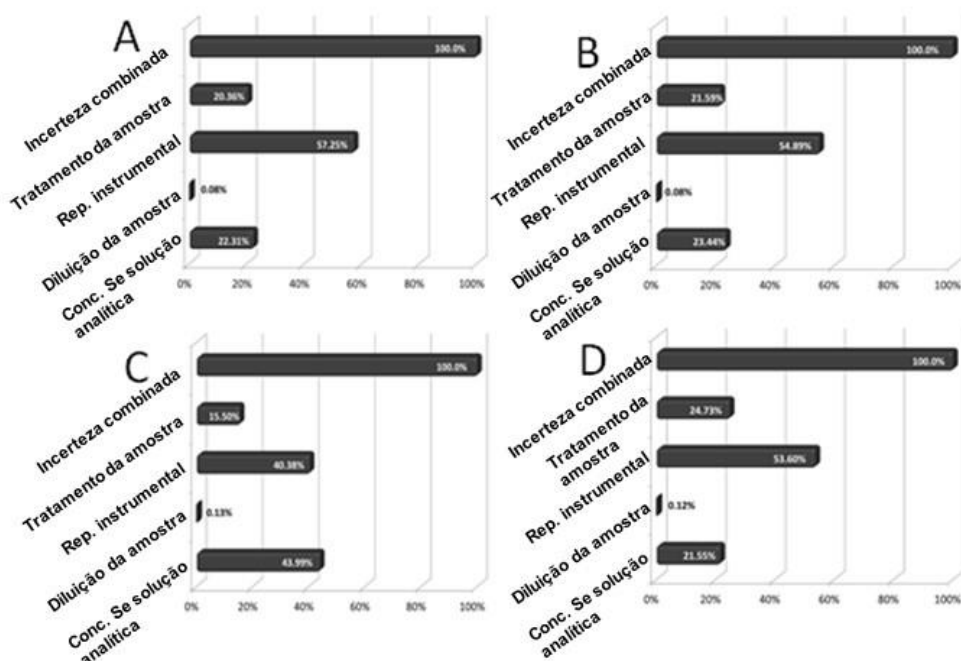 A
Incerteza combinada
100.0%
Tratamento da amostra
20.36%
Rep. instrumental
57.25%
Diluição da amostra
0.08%
Conc. Se solução
analítica
22.31%
0% 20% 40% 60% 80% 100%
B
Incerteza combinada
100.0%
Tratamento da amostra
21.59%
Rep. instrumental
54.89%
Diluição da amostra
0.08%
Conc. Se solução
analítica
23.44%
0% 20% 40% 60% 80% 100%
C
Incerteza combinada
100.0%
Tratamento da amostra
15.50%
Rep. instrumental
40.38%
Diluição da amostra
0.13%
Conc. Se solução
analítica
43.99%
0% 20% 40% 60% 80% 100%
D
Incerteza combinada
100.0%
Tratamento da
amostra
24.73%
Rep. instrumental
53.60%
Diluição da amostra
0.12%
Conc. Se solução
analítica
21.55%
0% 20% 40% 60% 80% 100%